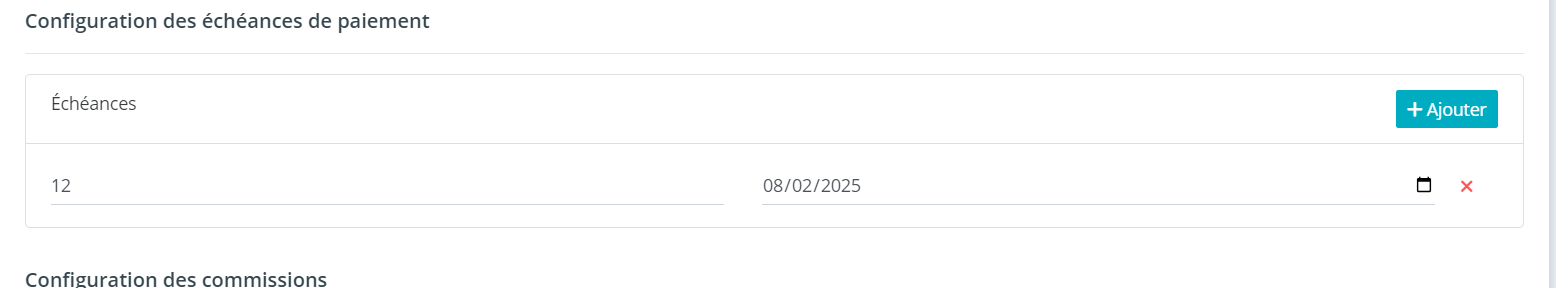 Configuration des échéances de paiement
Échéances
+ Ajouter
12
08/02/2025
Configuration des commissions